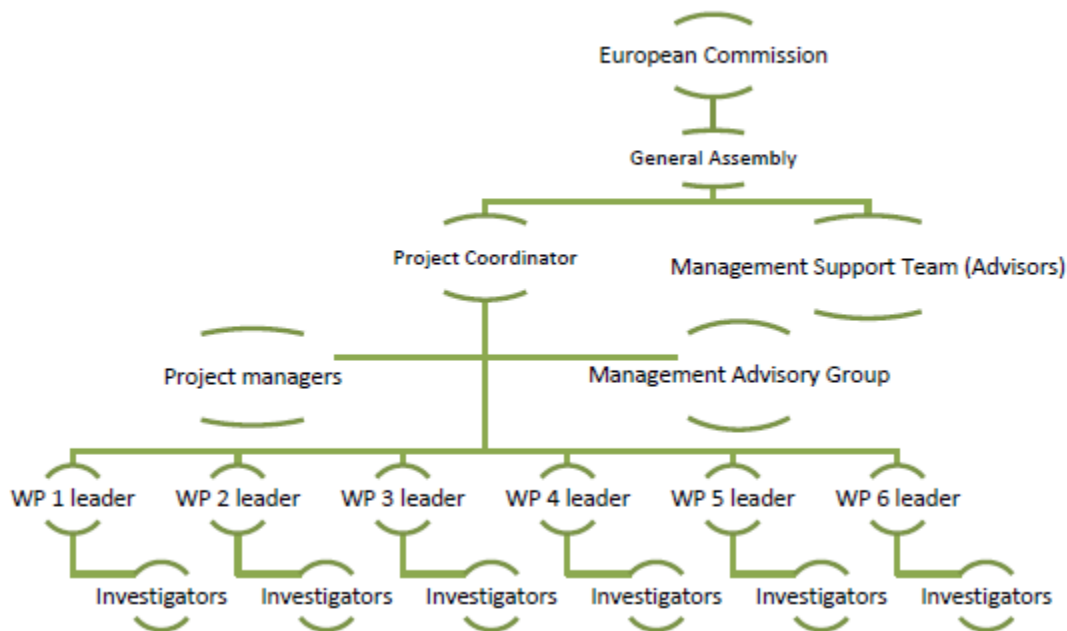 European Commission
General Assembly
Project Coordinator
Management Support Team (Advisors)
Project managers
Management Advisory Group
WP 1 leader
WP 2 leader
WP 3 leader
WP 4 leader
WP 5 leader
WP 6 leader
Investigators
Investigators
Investigators
Investigators
Investigators
Investigators